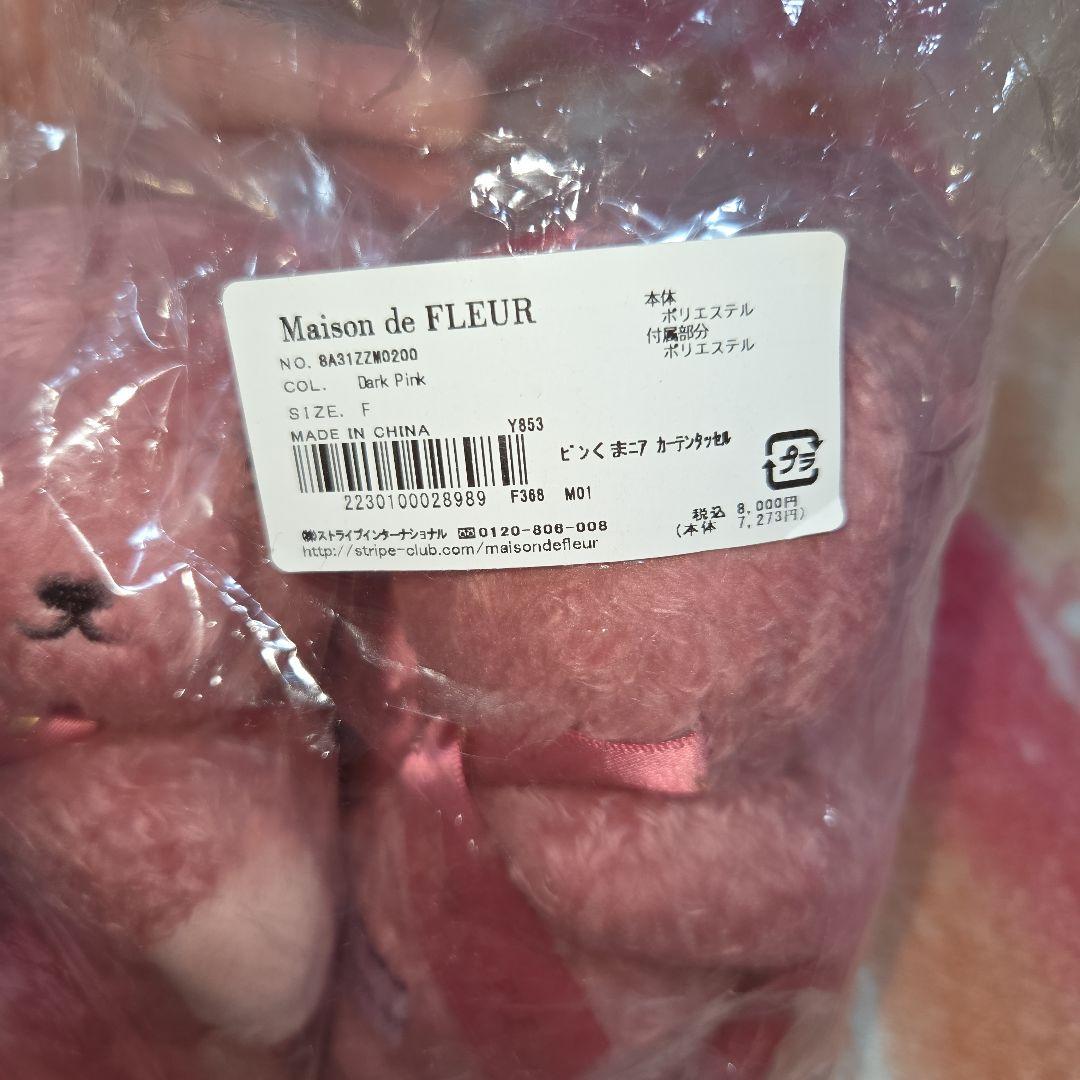 Maison de FLEUR
NO. 8A31ZZM0200
COL. Dark Pink
SIZE. F
MADE IN CHINA
Y853
2230100028989 F368 M01
本体
ポリエステル
付属部分
ポリエステル
ピンくまニア カーテンタッセル
プラ
税込 8,000円
(本体 7,273円)
㈱ストライプインターナショナル 0120-806-008
http://stripe-club.com/maisondefleur